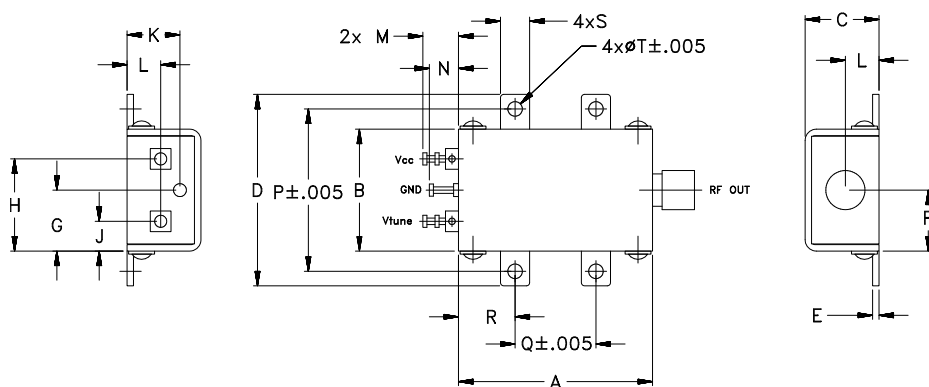 K
L
H
G
J
2x M
N
4xS
4xøT±.005
Vcc
GND
Vtune
D
P±.005
B
RF OUT
R
Q±.005
A
C
L
F
E